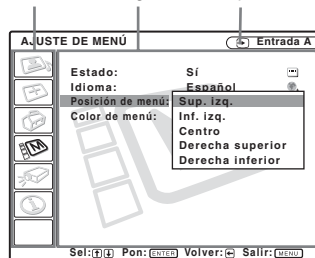 AJUSTE DE MENÚ Entrada A
Estado: Sí
Idioma: Español
Posición de menú: Sup. izq.
Color de menú: Inf. izq.
Centro
Derecha superior
Derecha inferior
Sel: Pon: ENTER Volver: Salir: MENU